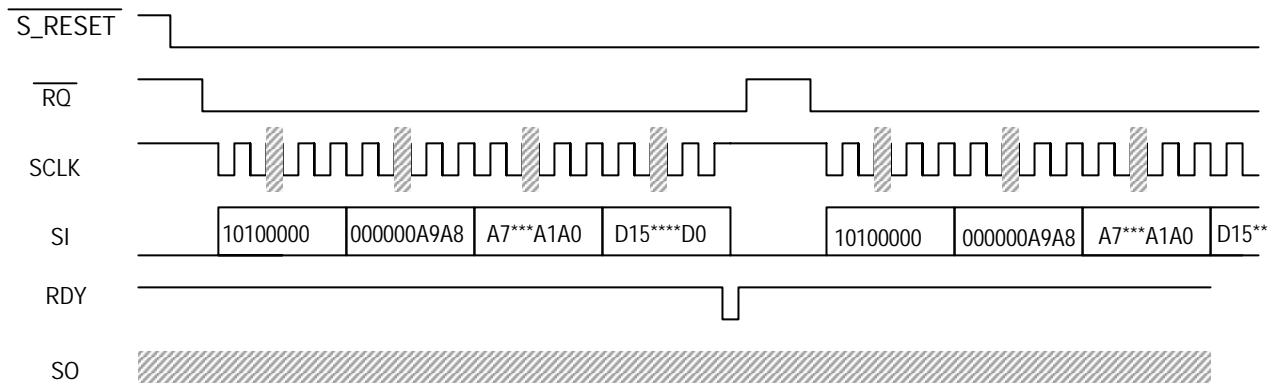 S_RESET
RQ
SCLK
SI 10100000 000000A9A8 A7***A1A0 D15****D0 10100000 000000A9A8 A7***A1A0 D15**
RDY
SO